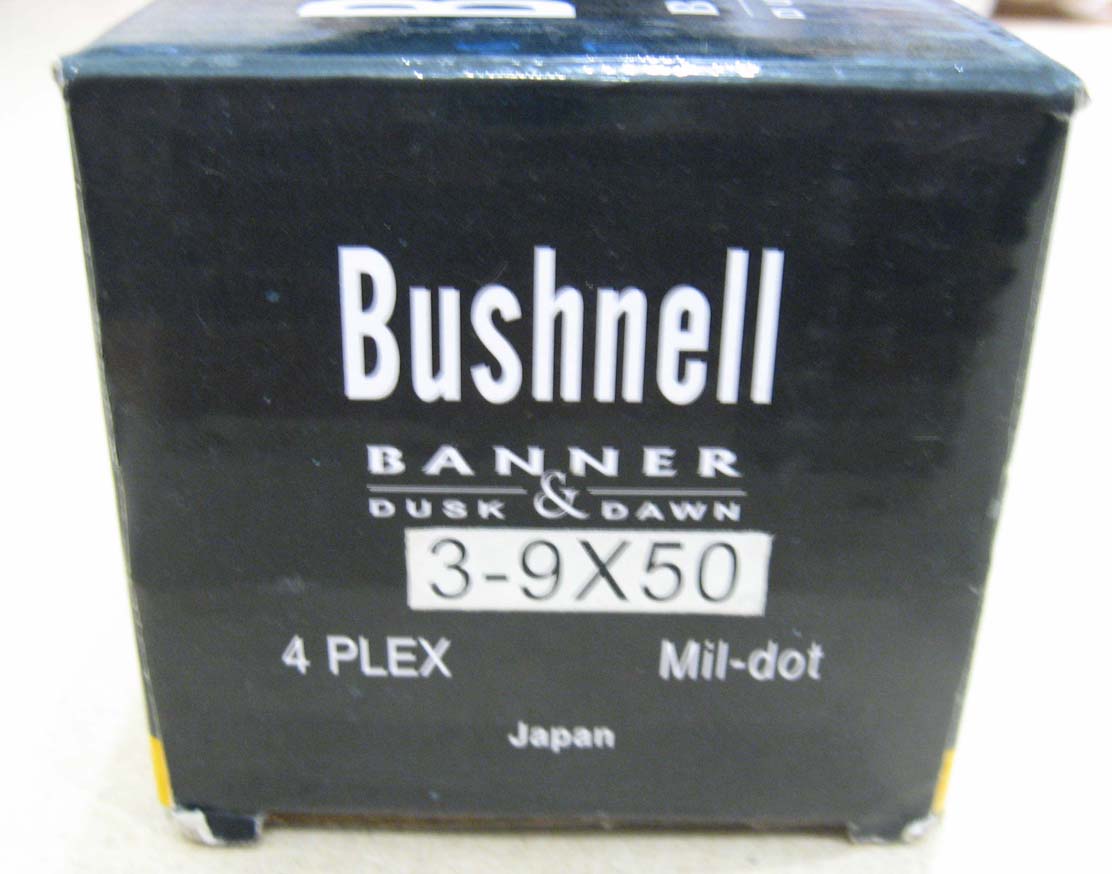 Bushnell
BANNER
DUSK & DAWN
3-9X50
4 PLEX Mil-dot
Japan